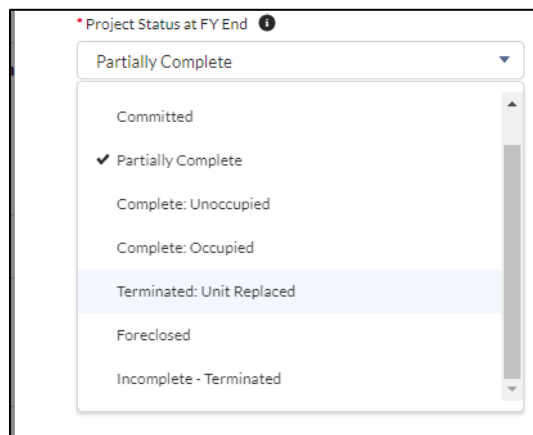 * Project Status at FY End
Partially Complete
Committed
Partially Complete
Complete: Unoccupied
Complete: Occupied
Terminated: Unit Replaced
Foreclosed
Incomplete - Terminated